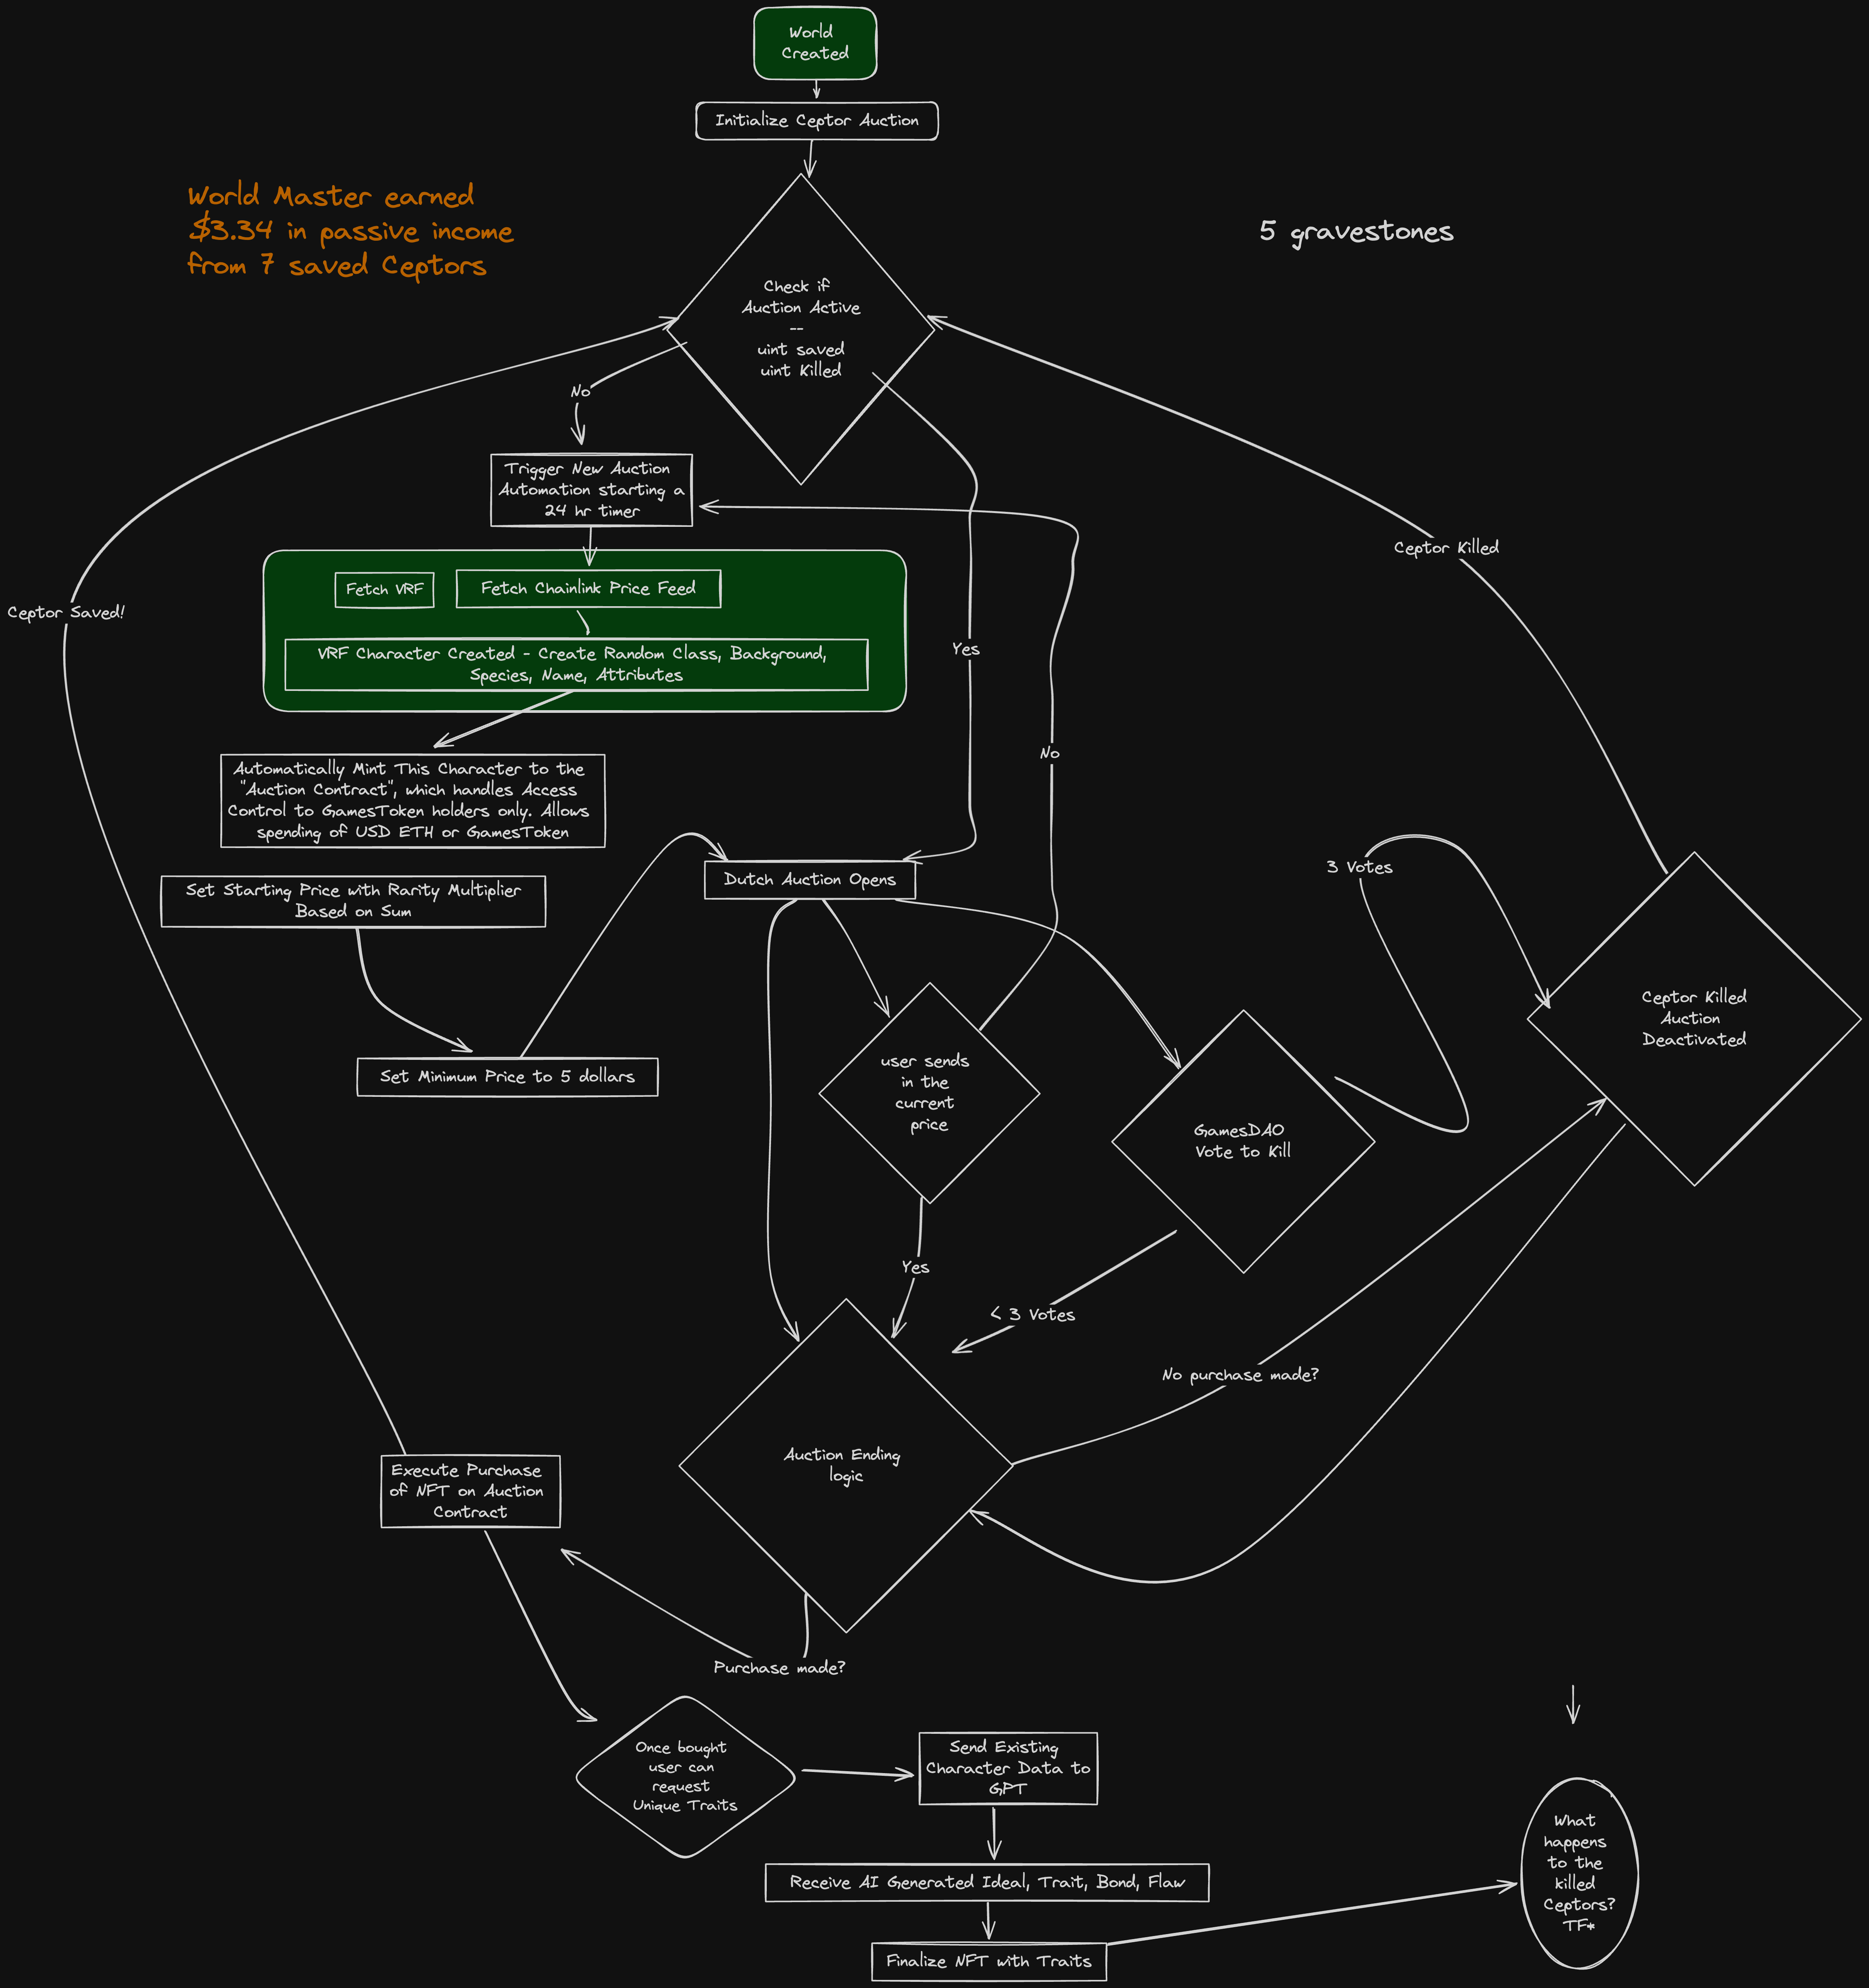 World
Created
Initialize Ceptor Auction
World Master earned
$3.34 in passive income
from 7 saved Ceptors
5 gravestones
Check if
Auction Active
--
uint saved
uint Killed
No
Trigger New Auction
Automation starting a
24 hr timer
Ceptor Killed
Fetch VRF
Fetch Chainlink Price Feed
Ceptor Saved!
Yes
VRF Character Created - Create Random Class, Background,
Species, Name, Attributes
No
Automatically Mint This Character to the
"Auction Contract", which handles Access
Control to GamesToken holders only. Allows
spending of USD ETH or GamesToken
3 Votes
Dutch Auction Opens
Set Starting Price with Rarity Multiplier
Based on Sum
Ceptor Killed
Auction
Deactivated
Set Minimum Price to 5 dollars
user sends
in the
current
price
GamesDAO
Vote to Kill
Yes
< 3 Votes
No purchase made?
Auction Ending
logic
Execute Purchase
of NFT on Auction
Contract
Purchase made?
Once bought
user can
request
Unique Traits
Send Existing
Character Data to
GPT
Receive AI Generated Ideal, Trait, Bond, Flaw
What
happens
to the
killed
Ceptors?
TF*
Finalize NFT with Traits